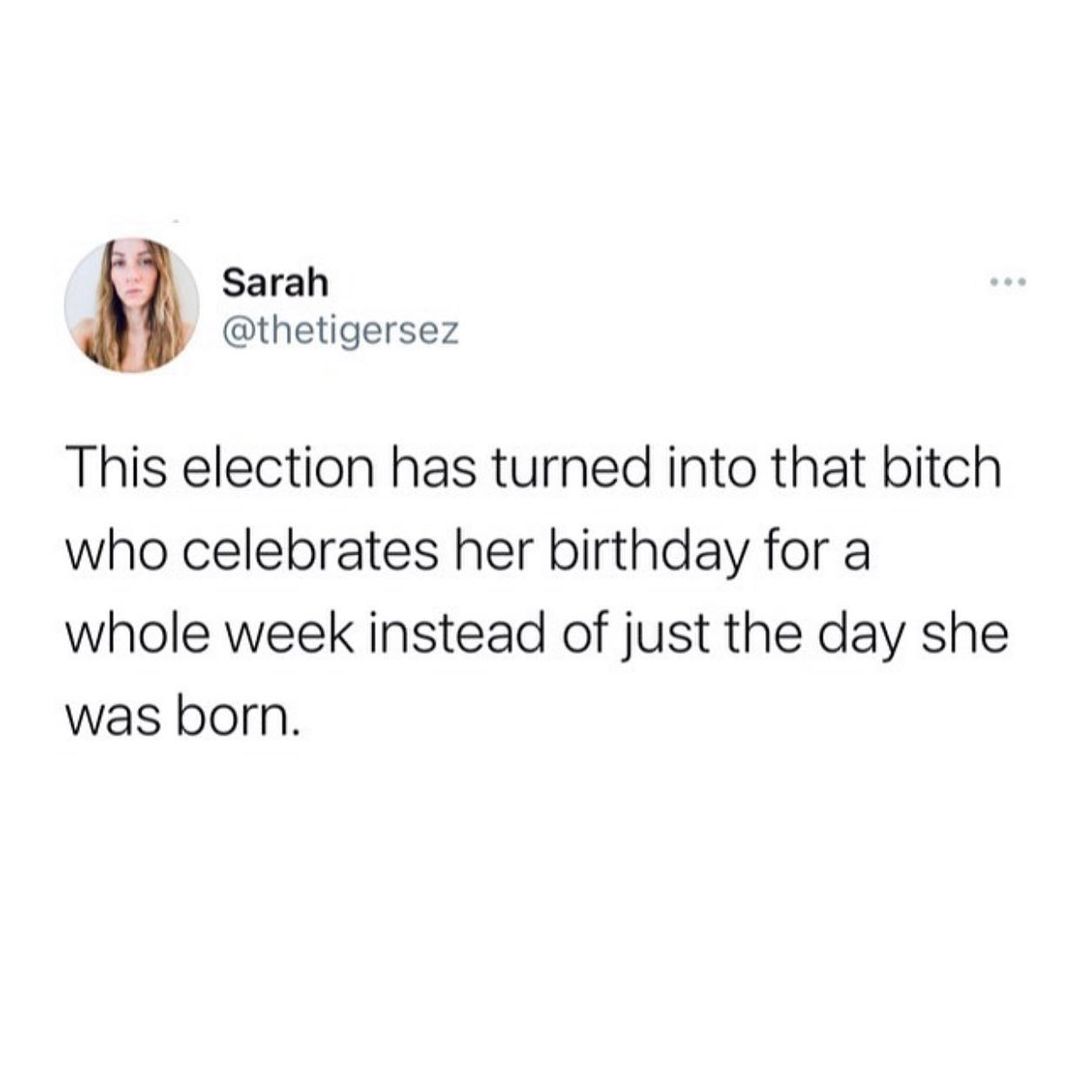 Sarah
@thetigersez
This election has turned into that bitch
who celebrates her birthday for a
whole week instead of just the day she
was born.